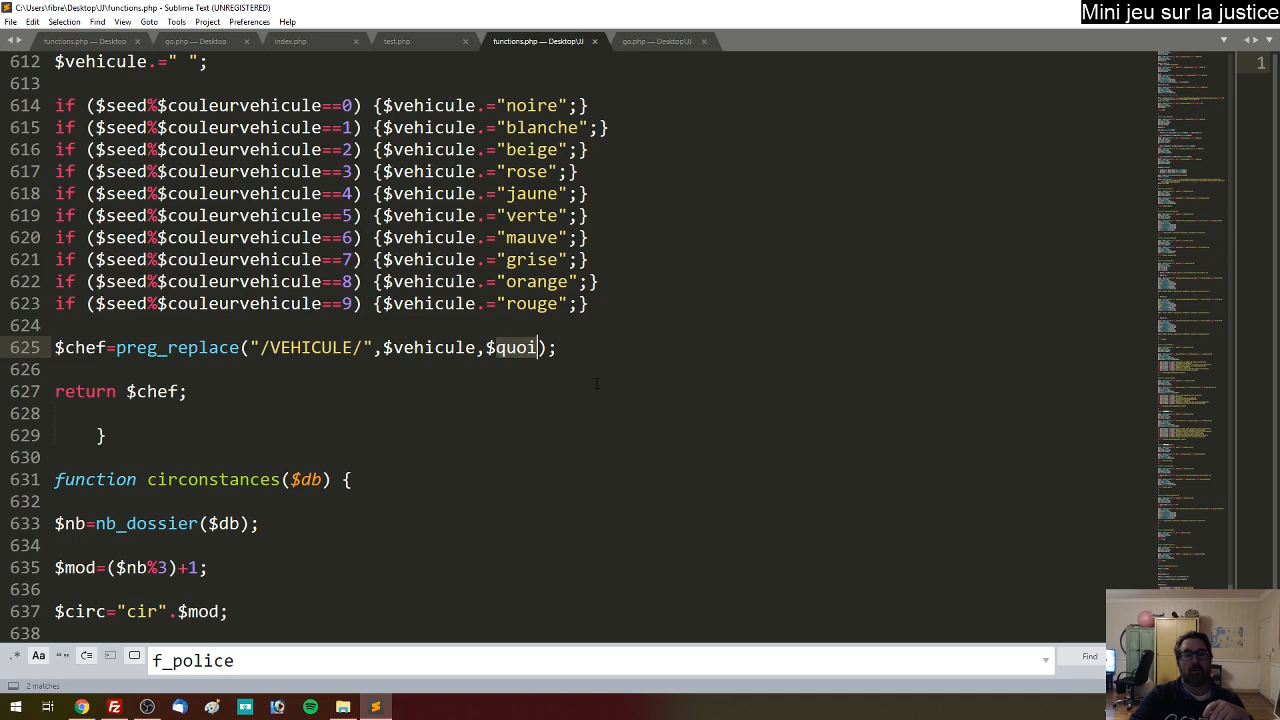 C:\Users\fibre\Desktop\JJ\functions.php - Sublime Text (UNREGISTERED)
Mini jeu sur la justice
File Edit Selection Find View Goto Tools Project Preferences Help
functions.php — Desktop × go.php — Desktop × index.php × test.php × functions.php — Desktop\JJ × go.php — Desktop\JJ ×
612 $vehicule.=" ";
613
614 if ($seed%$couleurvehicule==0) {$vehicule.="noire";}
615 if ($seed%$couleurvehicule==1) {$vehicule.="blanche";}
616 if ($seed%$couleurvehicule==2) {$vehicule.="beige";}
617 if ($seed%$couleurvehicule==3) {$vehicule.="rose";}
618 if ($seed%$couleurvehicule==4) {$vehicule.="jaune";}
619 if ($seed%$couleurvehicule==5) {$vehicule.="verte";}
620 if ($seed%$couleurvehicule==6) {$vehicule.="mauve";}
621 if ($seed%$couleurvehicule==7) {$vehicule.="grise";}
622 if ($seed%$couleurvehicule==8) {$vehicule.="orange";}
623 if ($seed%$couleurvehicule==9) {$vehicule.="rouge";}
624
625 $chef=preg_replace("/VEHICULE/",$vehicule,$quoi);
626
627 return $chef;
628
629 }
630
631 function circonstances($db) {
632
633 $nb=nb_dossier($db);
634
635 $mod=($nb%3)+1;
636
637 $circ="cir".$mod;
638
1
.* Aa “” f_police Find
2 matches